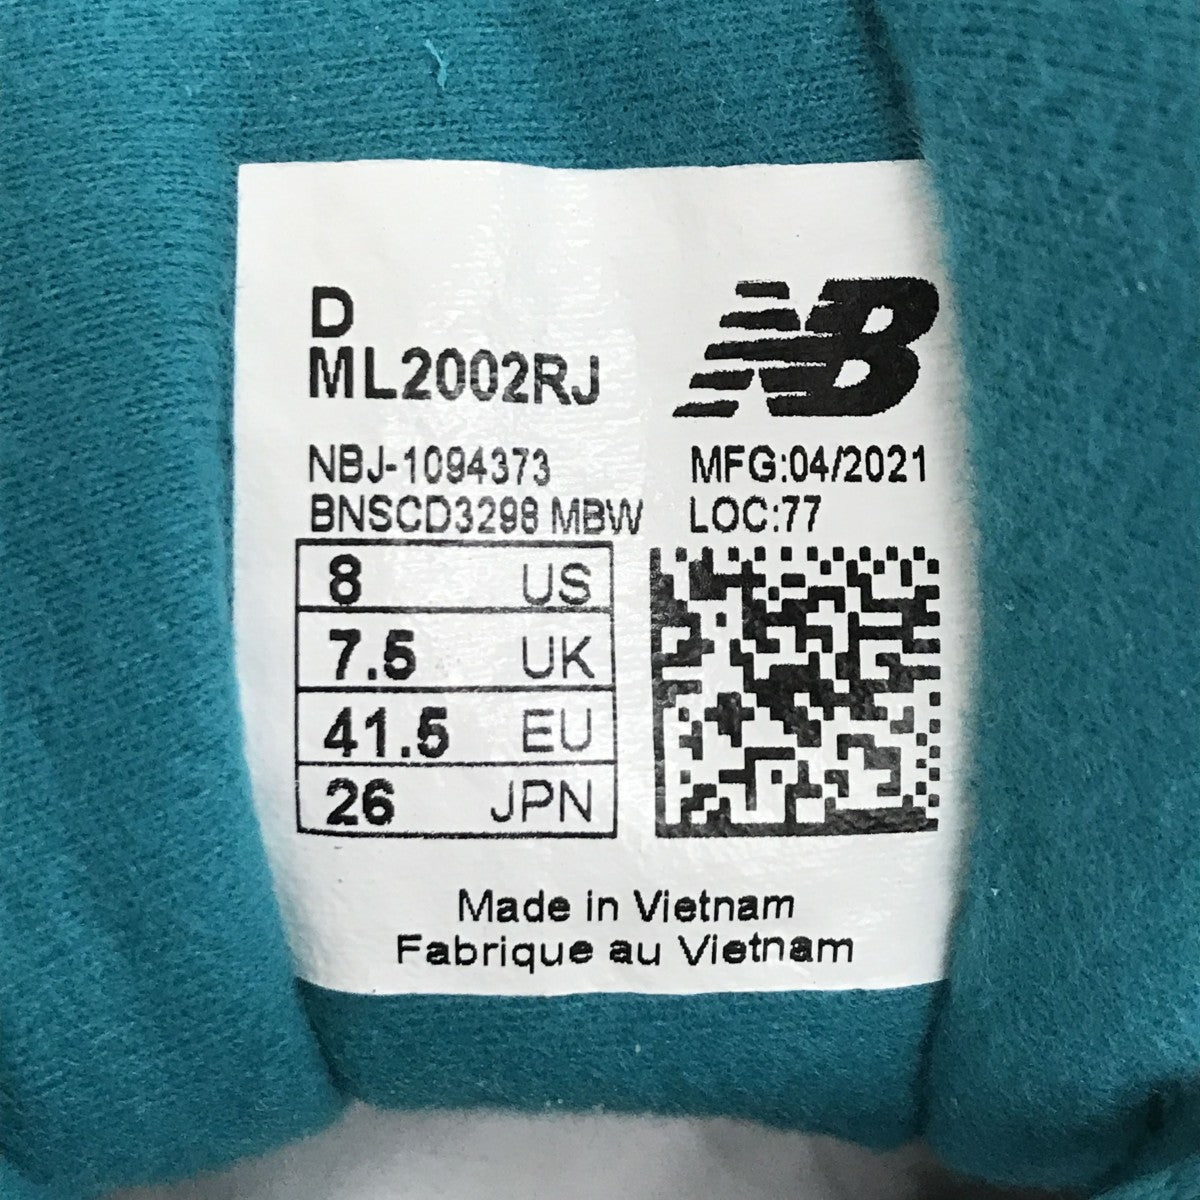 D
ML2002RJ
NB
NBJ-1094373
BNSCD3298 MBW
MFG:04/2021
LOC:77
8 US
7.5 UK
41.5 EU
26 JPN
Made in Vietnam
Fabrique au Vietnam